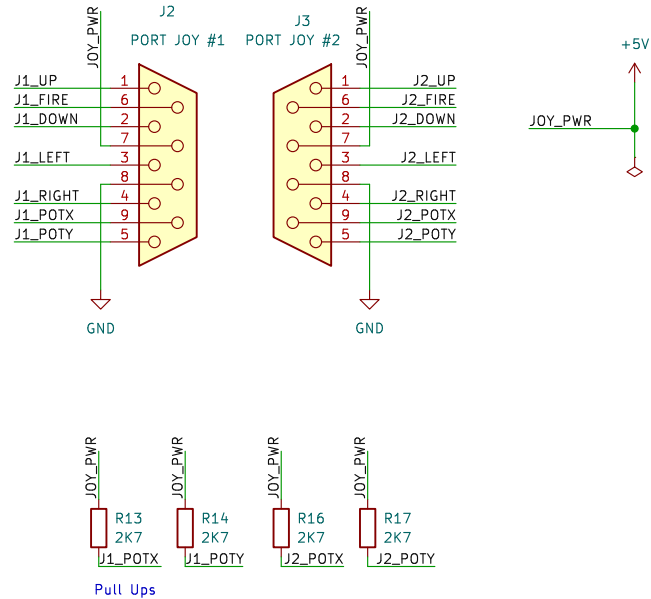 J2
PORT JOY #1
JOY_PWR
J1_UP 1
J1_FIRE 6
J1_DOWN 2
7
J1_LEFT 3
8
J1_RIGHT 4
J1_POTX 9
J1_POTY 5
GND
J3
PORT JOY #2
JOY_PWR
1 J2_UP
6 J2_FIRE
2 J2_DOWN
7
3 J2_LEFT
8
4 J2_RIGHT
9 J2_POTX
5 J2_POTY
GND
+5V
JOY_PWR
JOY_PWR
R13
2K7
J1_POTX
JOY_PWR
R14
2K7
J1_POTY
JOY_PWR
R16
2K7
J2_POTX
JOY_PWR
R17
2K7
J2_POTY
Pull Ups